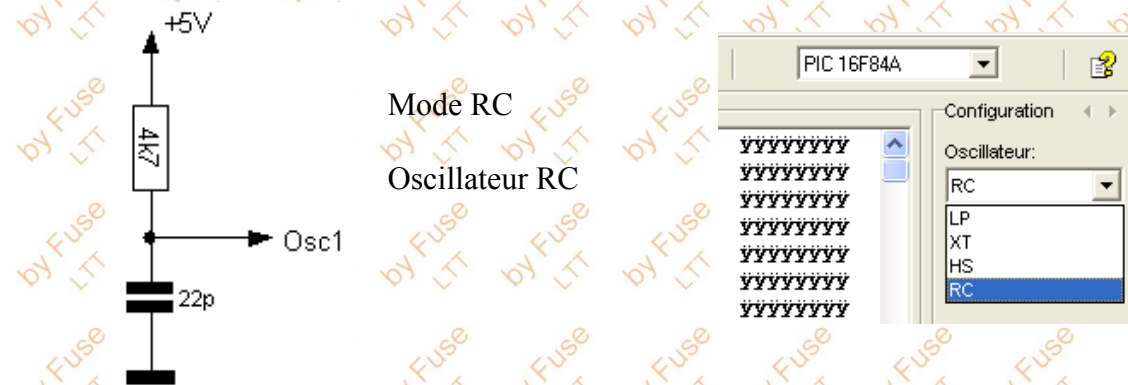 +5V
4k7
Osc1
22p
Mode RC
Oscillateur RC
PIC 16F84A
Configuration
Oscillateur:
RC
LP
XT
HS
RC
ÿÿÿÿÿÿÿÿ
ÿÿÿÿÿÿÿÿ
ÿÿÿÿÿÿÿÿ
ÿÿÿÿÿÿÿÿ
ÿÿÿÿÿÿÿÿ
ÿÿÿÿÿÿÿÿ
ÿÿÿÿÿÿÿÿ
by Fuse
LTT